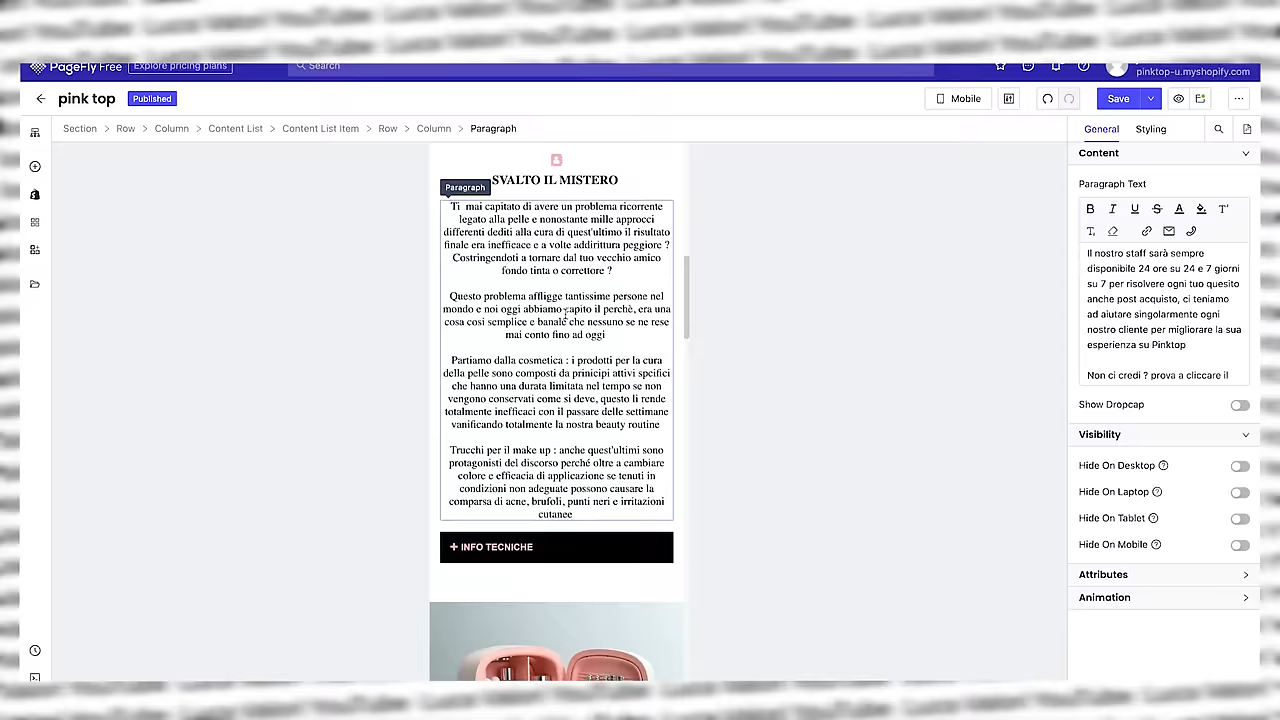 PageFly Free
Explore pricing plans
Search
pinktop-u.myshopify.com
pink top
Published
Mobile
Save
Section > Row > Column > Content List > Content List Item > Row > Column > Paragraph
General
Styling
Content
Paragraph Text
B I U S A
Il nostro staff sarà sempre
disponibile 24 ore su 24 e 7 giorni
su 7 per risolvere ogni tuo quesito
anche post acquisto, ci teniamo
ad aiutare singolarmente ogni
nostro cliente per migliorare la sua
esperienza su Pinktop
Non ci credi ? prova a cliccare il
Show Dropcap
Visibility
Hide On Desktop
Hide On Laptop
Hide On Tablet
Hide On Mobile
Attributes
Animation
SVALTO IL MISTERO
Paragraph
Ti mai capitato di avere un problema ricorrente
legato alla pelle e nonostante mille approcci
differenti dediti alla cura di quest'ultimo il risultato
finale era inefficace e a volte addirittura peggiore ?
Costringendoti a tornare dal tuo vecchio amico
fondo tinta o correttore ?
Questo problema affligge tantissime persone nel
mondo e noi oggi abbiamo capito il perchè, era una
cosa cosi semplice e banale che nessuno se ne rese
mai conto fino ad oggi
Partiamo dalla cosmetica : i prodotti per la cura
della pelle sono composti da prinicipi attivi speifici
che hanno una durata limitata nel tempo se non
vengono conservati come si deve, questo li rende
totalmente inefficaci con il passare delle settimane
vanificando totalmente la nostra beauty routine
Trucchi per il make up : anche quest'ultimi sono
protagonisti del discorso perché oltre a cambiare
colore e efficacia di applicazione se tenuti in
condizioni non adeguate possono causare la
comparsa di acne, brufoli, punti neri e irritazioni
cutanee
+ INFO TECNICHE